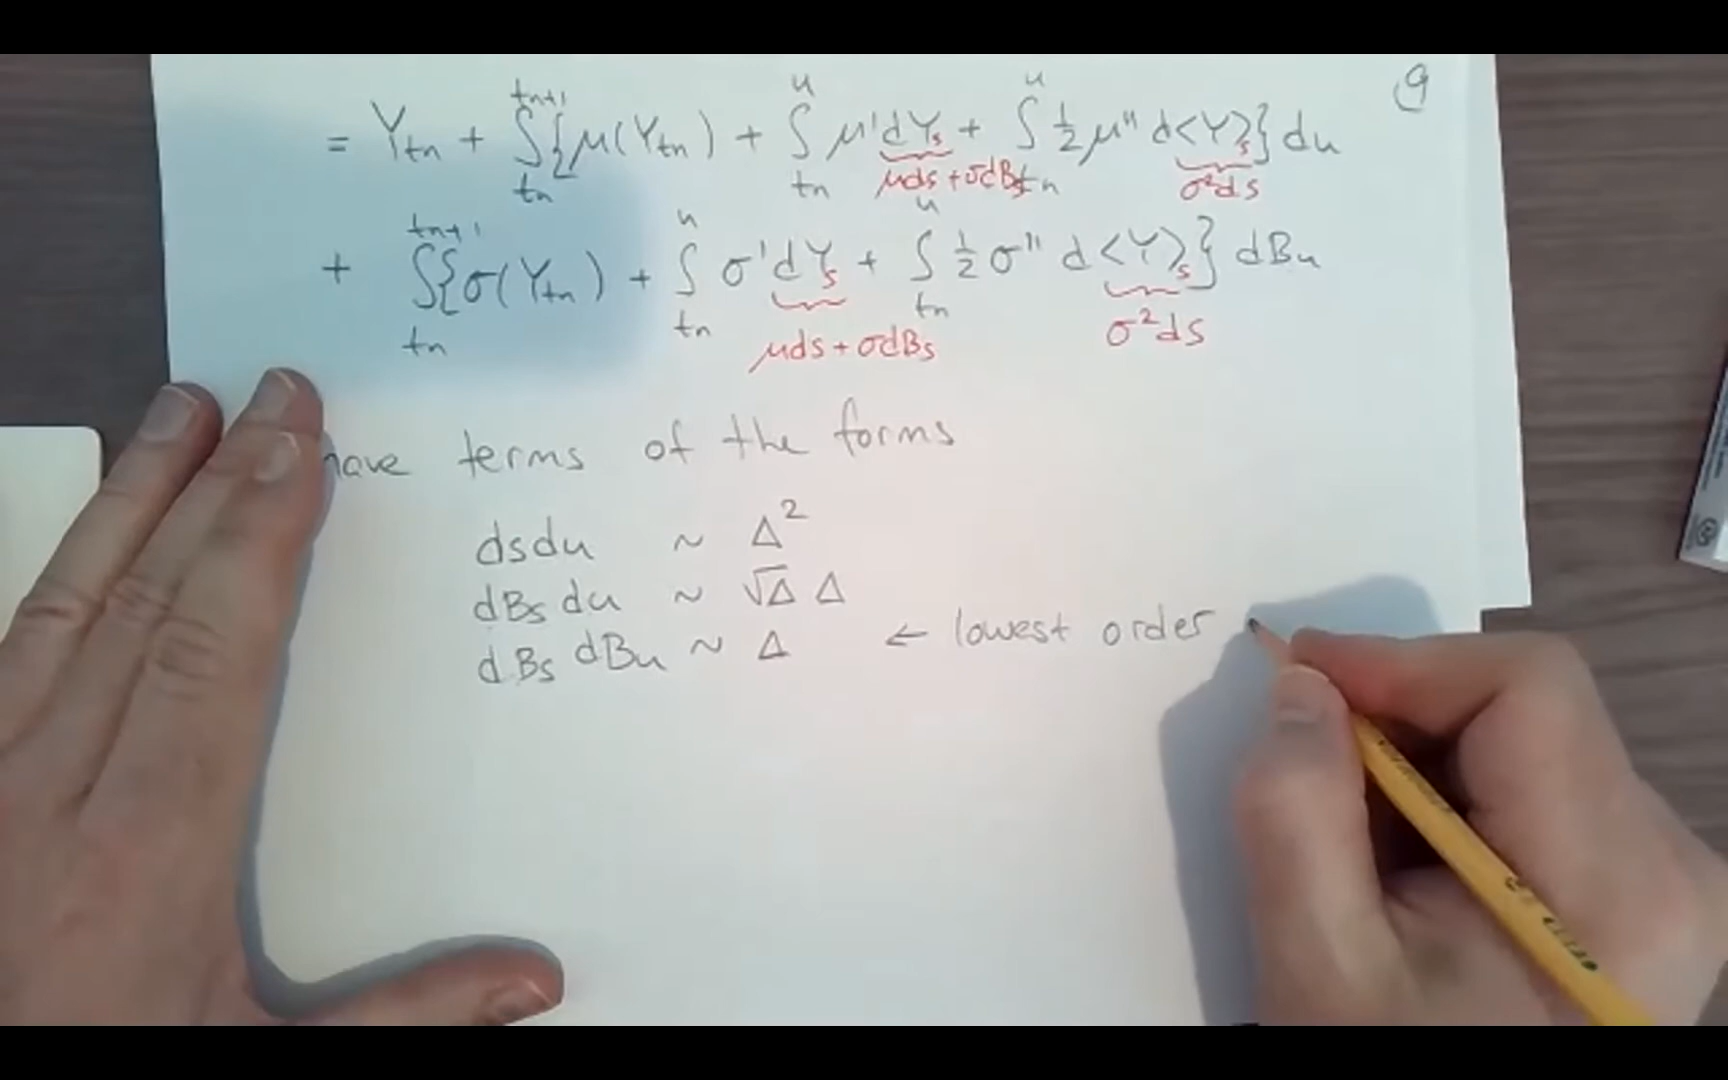 9
= Y_{t_n} + ∫_{t_n}^{t_{n+1}} { μ(Y_{t_n}) + ∫_{t_n}^{u} μ' dY_s + ∫_{t_n}^{u} ½ μ'' d<Y>_s } du
μds + σdB_s σ²ds
+ ∫_{t_n}^{t_{n+1}} { σ(Y_{t_n}) + ∫_{t_n}^{u} σ' dY_s + ∫_{t_n}^{u} ½ σ'' d<Y>_s } dB_u
μds + σdB_s σ²ds
have terms of the forms
dsdu ~ Δ²
dB_s du ~ √Δ Δ
dB_s dB_u ~ Δ ← lowest order